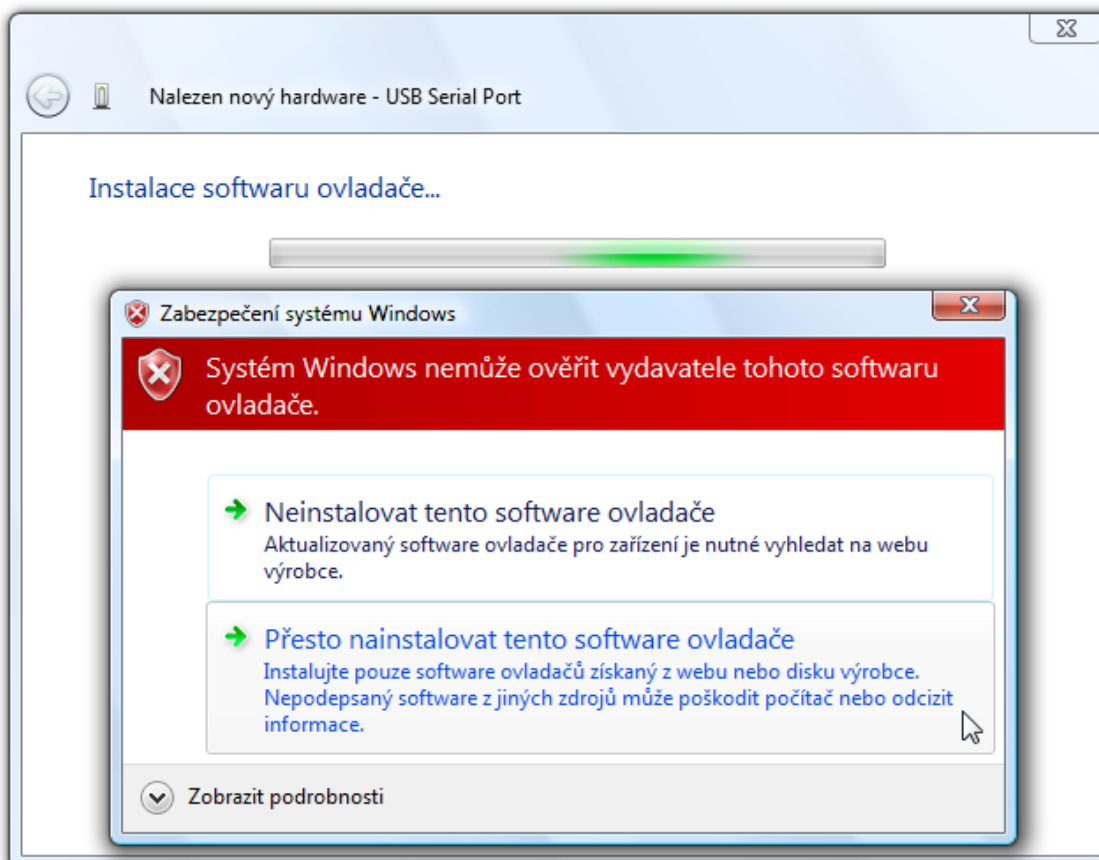 Nalezen nový hardware - USB Serial Port
Instalace softwaru ovladače...
Zabezpečení systému Windows
Systém Windows nemůže ověřit vydavatele tohoto softwaru
ovladače.
Neinstalovat tento software ovladače
Aktualizovaný software ovladače pro zařízení je nutné vyhledat na webu
výrobce.
Přesto nainstalovat tento software ovladače
Instalujte pouze software ovladačů získaný z webu nebo disku výrobce.
Nepodepsaný software z jiných zdrojů může poškodit počítač nebo odcizit
informace.
Zobrazit podrobnosti